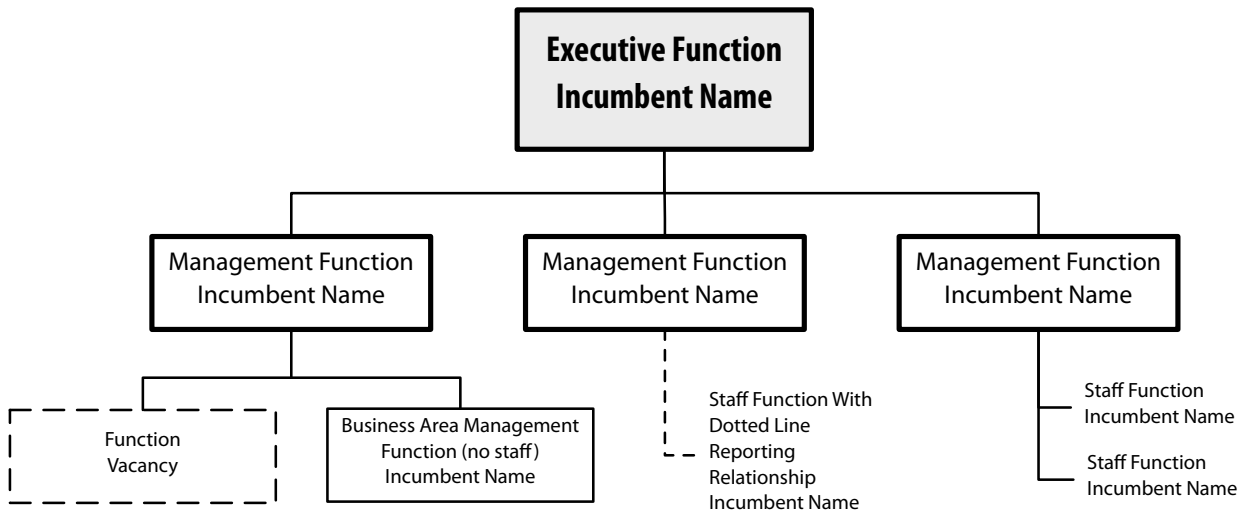 Executive Function
Incumbent Name
Management Function
Incumbent Name
Management Function
Incumbent Name
Management Function
Incumbent Name
Function
Vacancy
Business Area Management
Function (no staff)
Incumbent Name
Staff Function With
Dotted Line
Reporting
Relationship
Incumbent Name
Staff Function
Incumbent Name
Staff Function
Incumbent Name